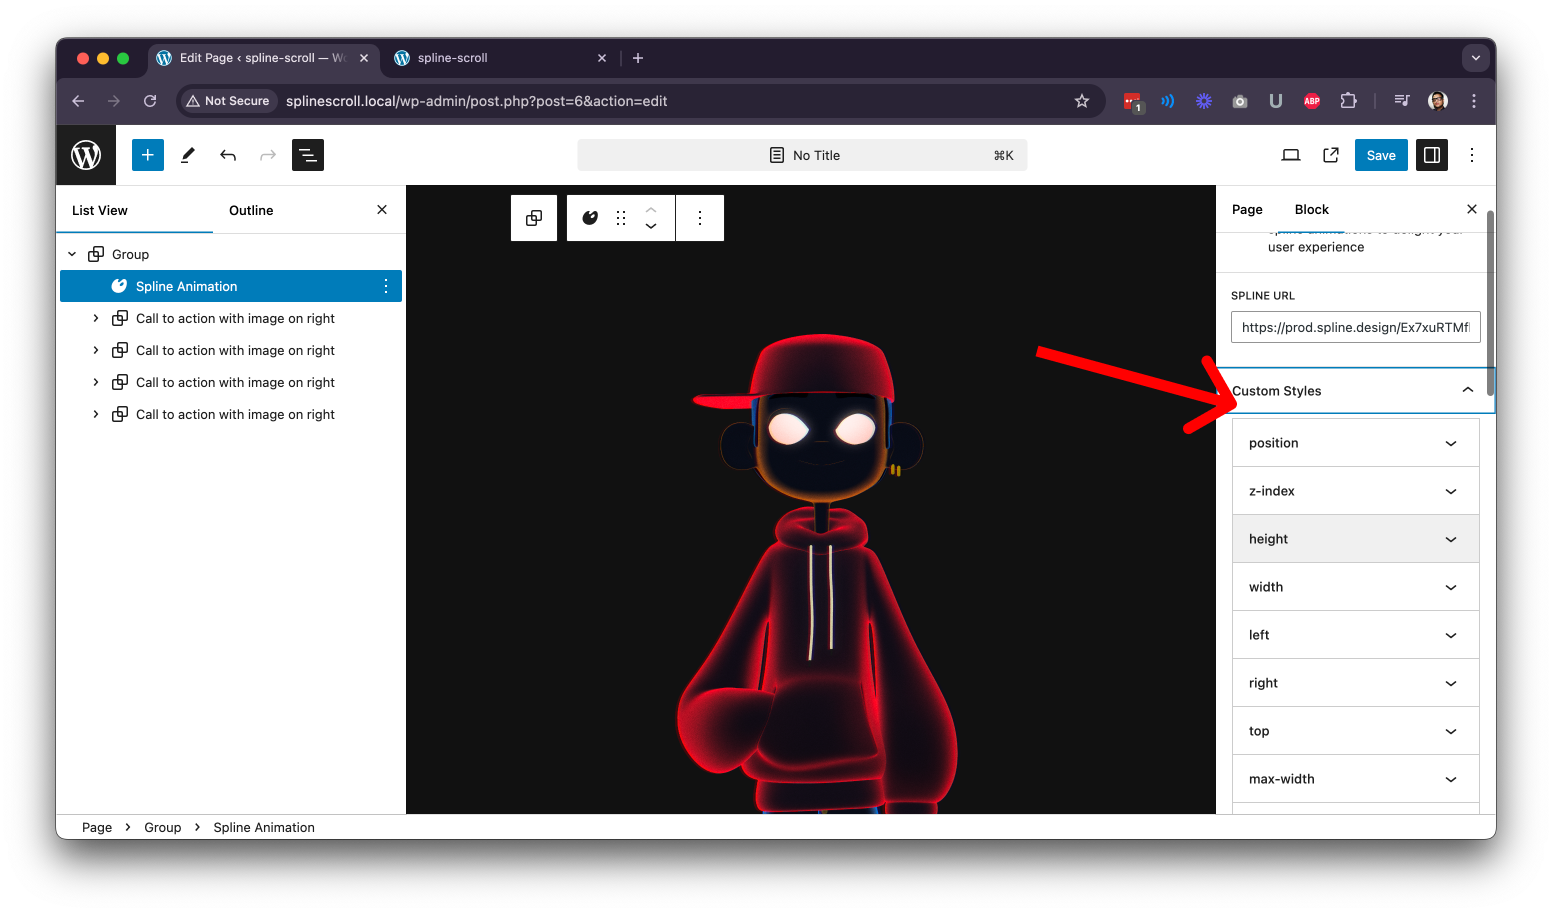 Edit Page ‹ spline-scroll — Wo
spline-scroll
Not Secure
splinescroll.local/wp-admin/post.php?post=6&action=edit
1
U
ABP
No Title
⌘K
Save
List View
Outline
Page
Block
Group
Spline Animation
Call to action with image on right
Call to action with image on right
Call to action with image on right
Call to action with image on right
user experience
SPLINE URL
https://prod.spline.design/Ex7xuRTMf
Custom Styles
position
z-index
height
width
left
right
top
max-width
Page > Group > Spline Animation